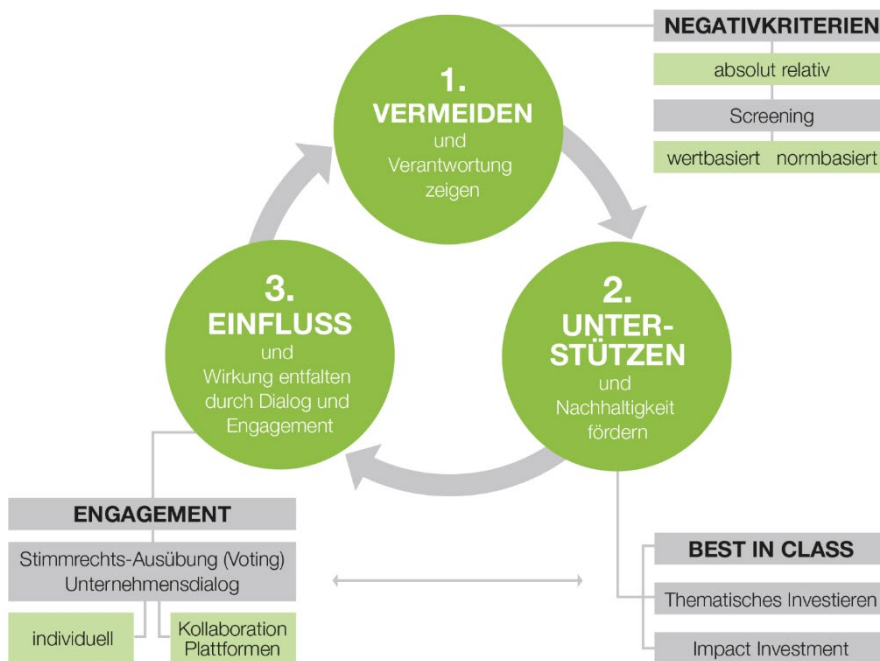 1.
VERMEIDEN
und
Verantwortung
zeigen
NEGATIVKRITERIEN
absolut relativ
Screening
wertbasiert normbasiert
2.
UNTER-
STÜTZEN
und
Nachhaltigkeit
fördern
BEST IN CLASS
Thematisches Investieren
Impact Investment
3.
EINFLUSS
und
Wirkung entfalten
durch Dialog und
Engagement
ENGAGEMENT
Stimmrechts-Ausübung (Voting)
Unternehmensdialog
individuell
Kollaboration
Plattformen